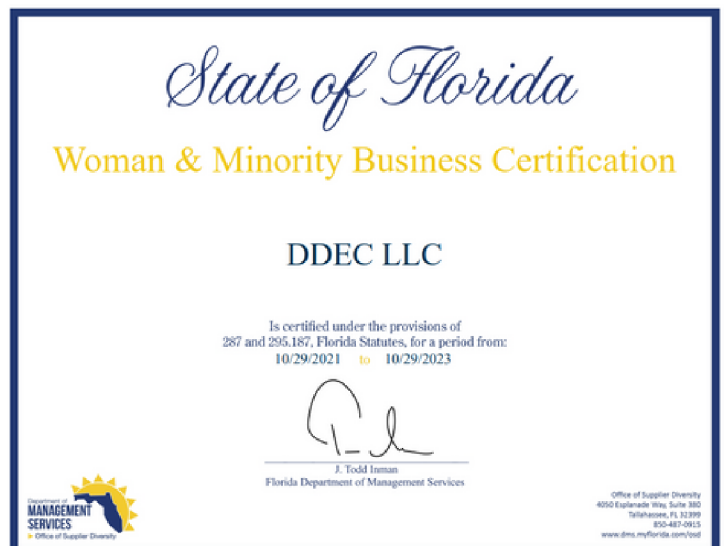 State of Florida
Woman & Minority Business Certification
DDEC LLC
Is certified under the provisions of
287 and 295.187, Florida Statutes, for a period from:
10/29/2021 to 10/29/2023
J. Todd Inman
Florida Department of Management Services
Department of
MANAGEMENT
SERVICES
Office of Supplier Diversity
Office of Supplier Diversity
4050 Esplanade Way, Suite 380
Tallahassee, FL 32399
850-487-0915
www.dms.myflorida.com/osd